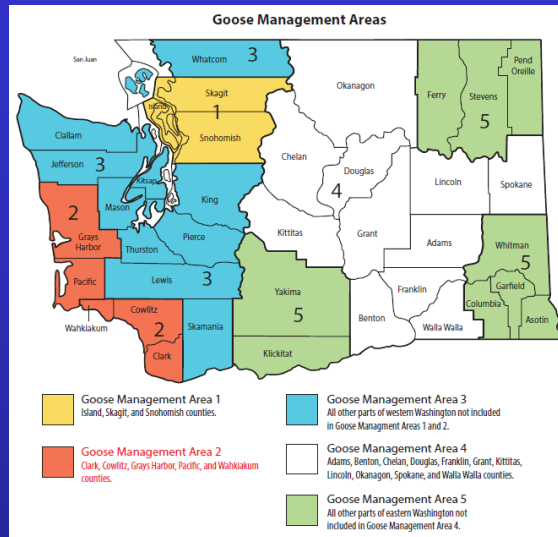 Goose Management Areas
San Juan
Whatcom
3
Okanagon
Pend
Oreille
Skagit
Ferry
Stevens
Island
1
5
Snohomish
Clallam
Chelan
Jefferson
3
Douglas
Kitsap
4
Lincoln
Spokane
King
2
Mason
Grays
Harbor
Kittitas
Grant
Adams
Whitman
Pierce
Thurston
5
Pacific
Lewis
3
Yakima
Franklin
Garfield
Columbia
Cowlitz
5
Benton
Asotin
Wahkiakum
2
Skamania
Walla Walla
Clark
Klickitat
Goose Management Area 1
Island, Skagit, and Snohomish counties.
Goose Management Area 2
Clark, Cowlitz, Grays Harbor, Pacific, and Wahkiakum
counties.
Goose Management Area 3
All other parts of western Washington not included
in Goose Managment Areas 1 and 2.
Goose Management Area 4
Adams, Benton, Chelan, Douglas, Franklin, Grant, Kittitas,
Lincoln, Okanagon, Spokane, and Walla Walla counties.
Goose Management Area 5
All other parts of eastern Washington not
included in Goose Management Area 4.